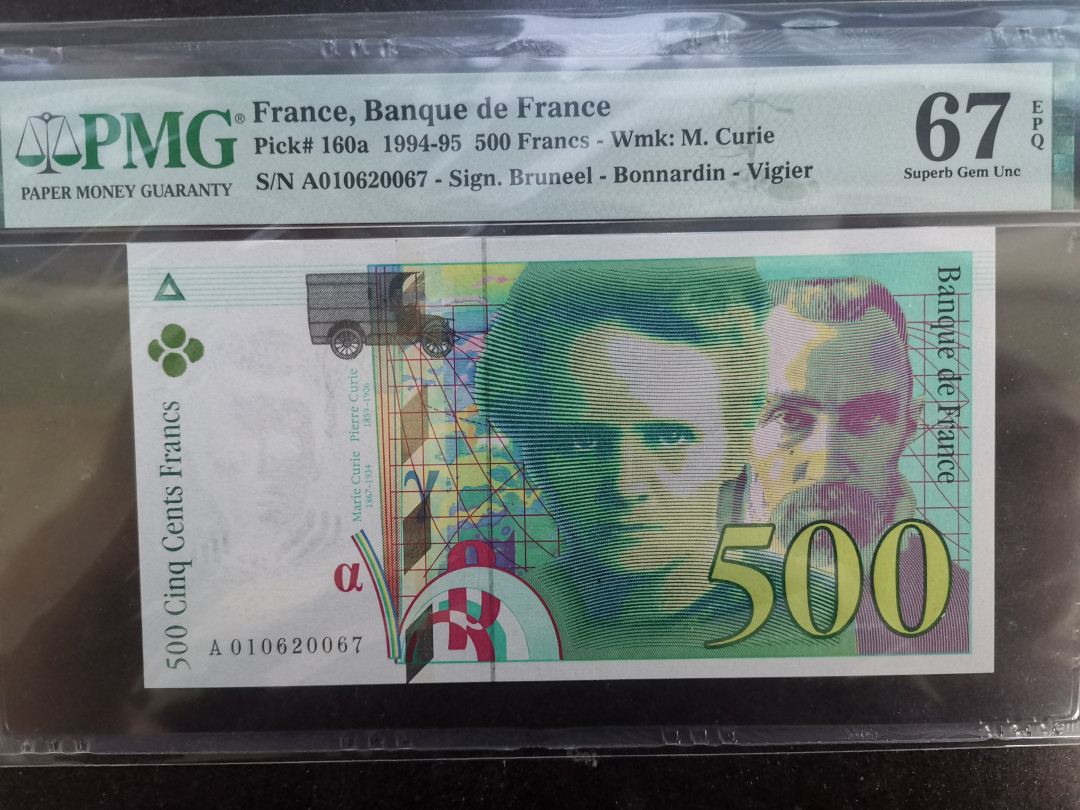 PMG®
PAPER MONEY GUARANTY
France, Banque de France
Pick# 160a 1994-95 500 Francs - Wmk: M. Curie
S/N A010620067 - Sign. Bruneel - Bonnardin - Vigier
67
EPQ
Superb Gem Unc
500 Cinq Cents Francs
Marie Curie Pierre Curie
1867-1934 1859-1906
Banque de France
α
γ
β
500
A 010620067